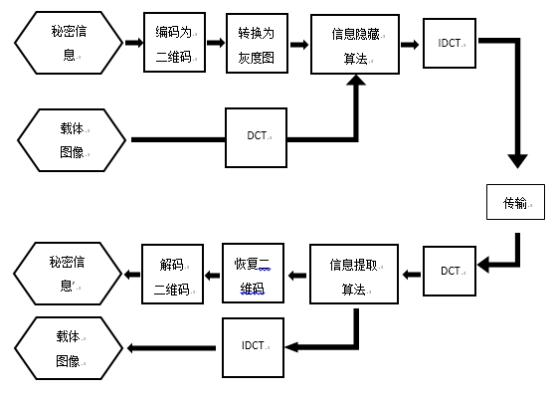 秘密信
息
编码为
二维码
转换为
灰度图
信息隐藏
算法
IDCT
载体
图像
DCT
传输
秘密信
息’
解码
二维码
恢复二
维码
信息提取
算法
DCT
载体
图像
IDCT